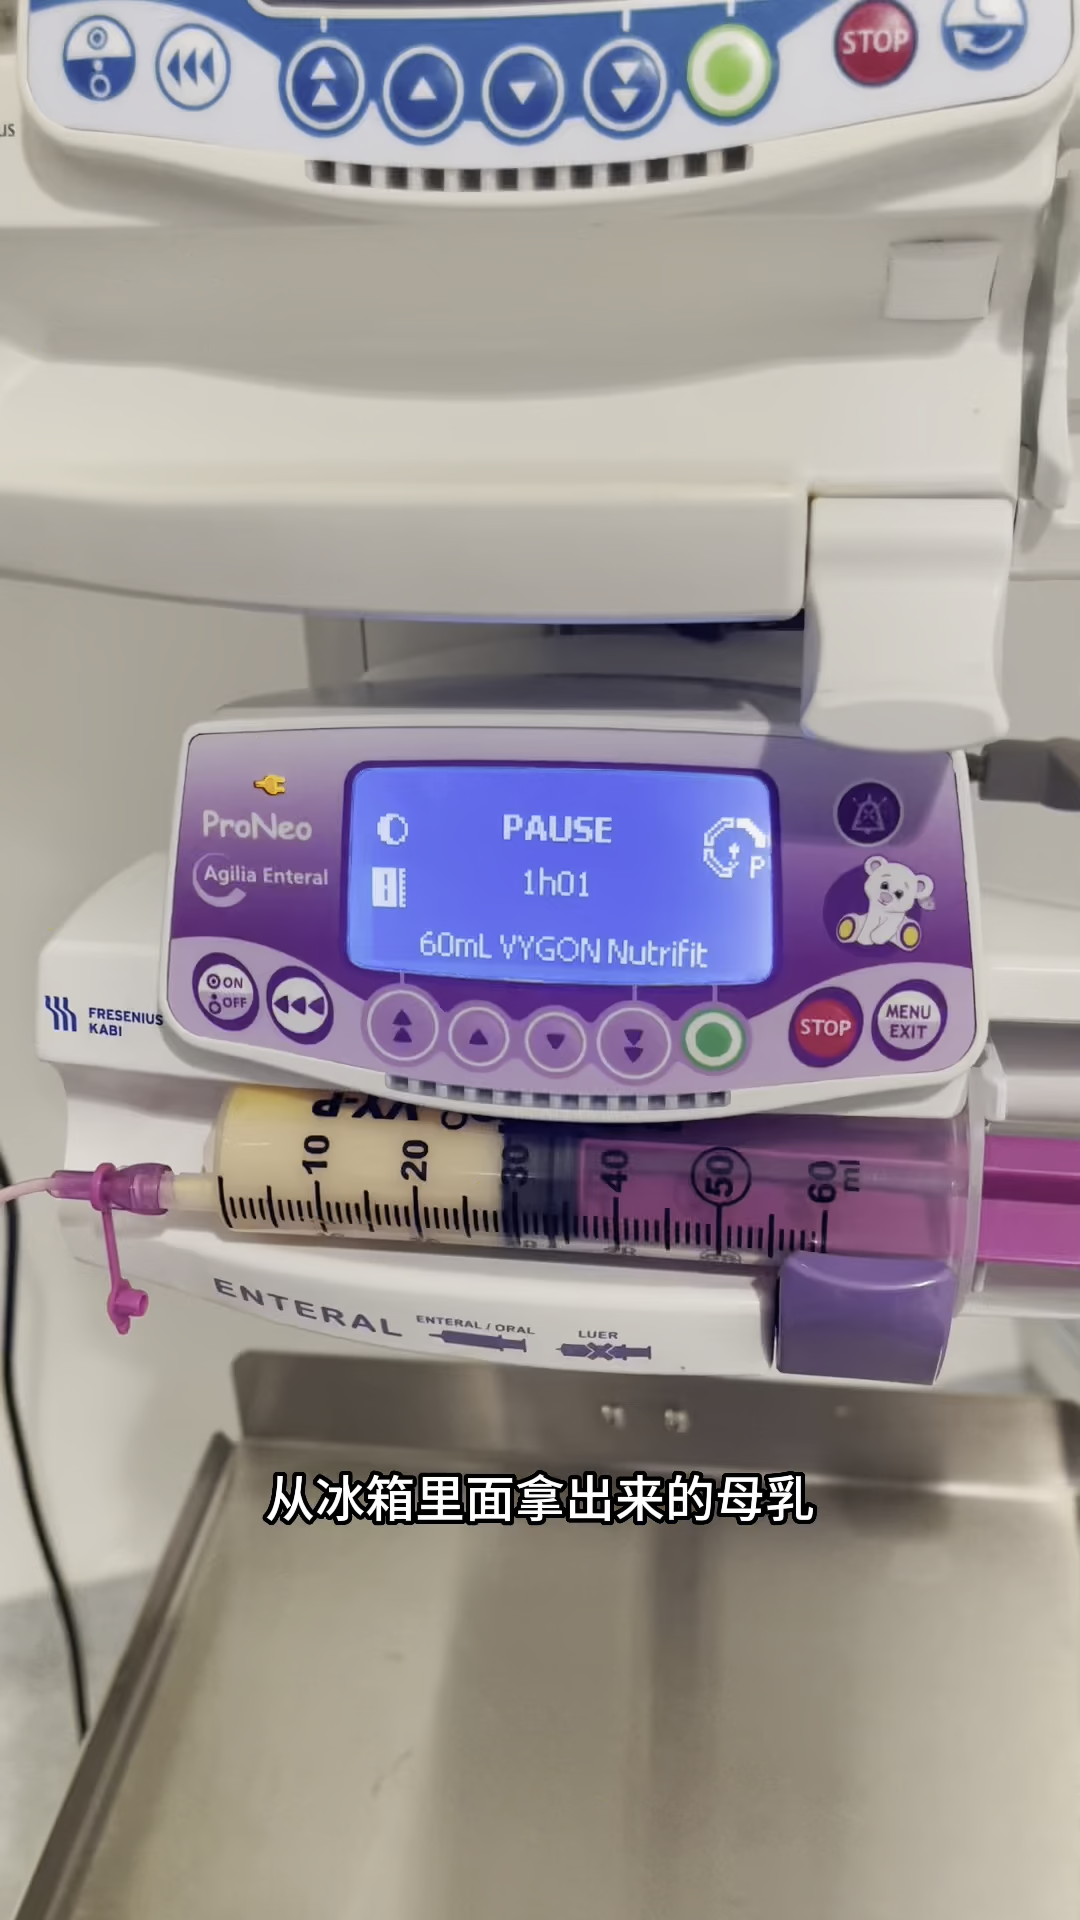 STOP
us
ProNeo
Agilia Enteral
PAUSE
1h01
60mL VYGON Nutrifit
P
ON
OFF
STOP
MENU
EXIT
FRESENIUS
KABI
VY-P
10 20 30 40 50 60 ml
ENTERAL
ENTERAL / ORAL
LUER
从冰箱里面拿出来的母乳